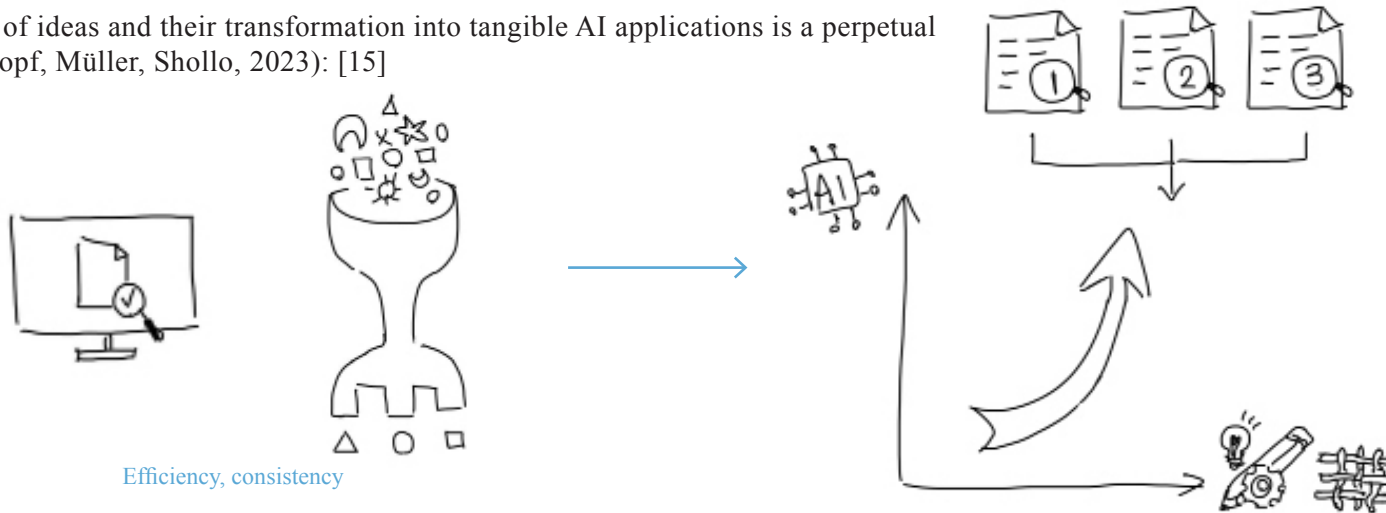 of ideas and their transformation into tangible AI applications is a perpetual
opf, Müller, Shollo, 2023): [15]
1
2
3
AI
Efficiency, consistency